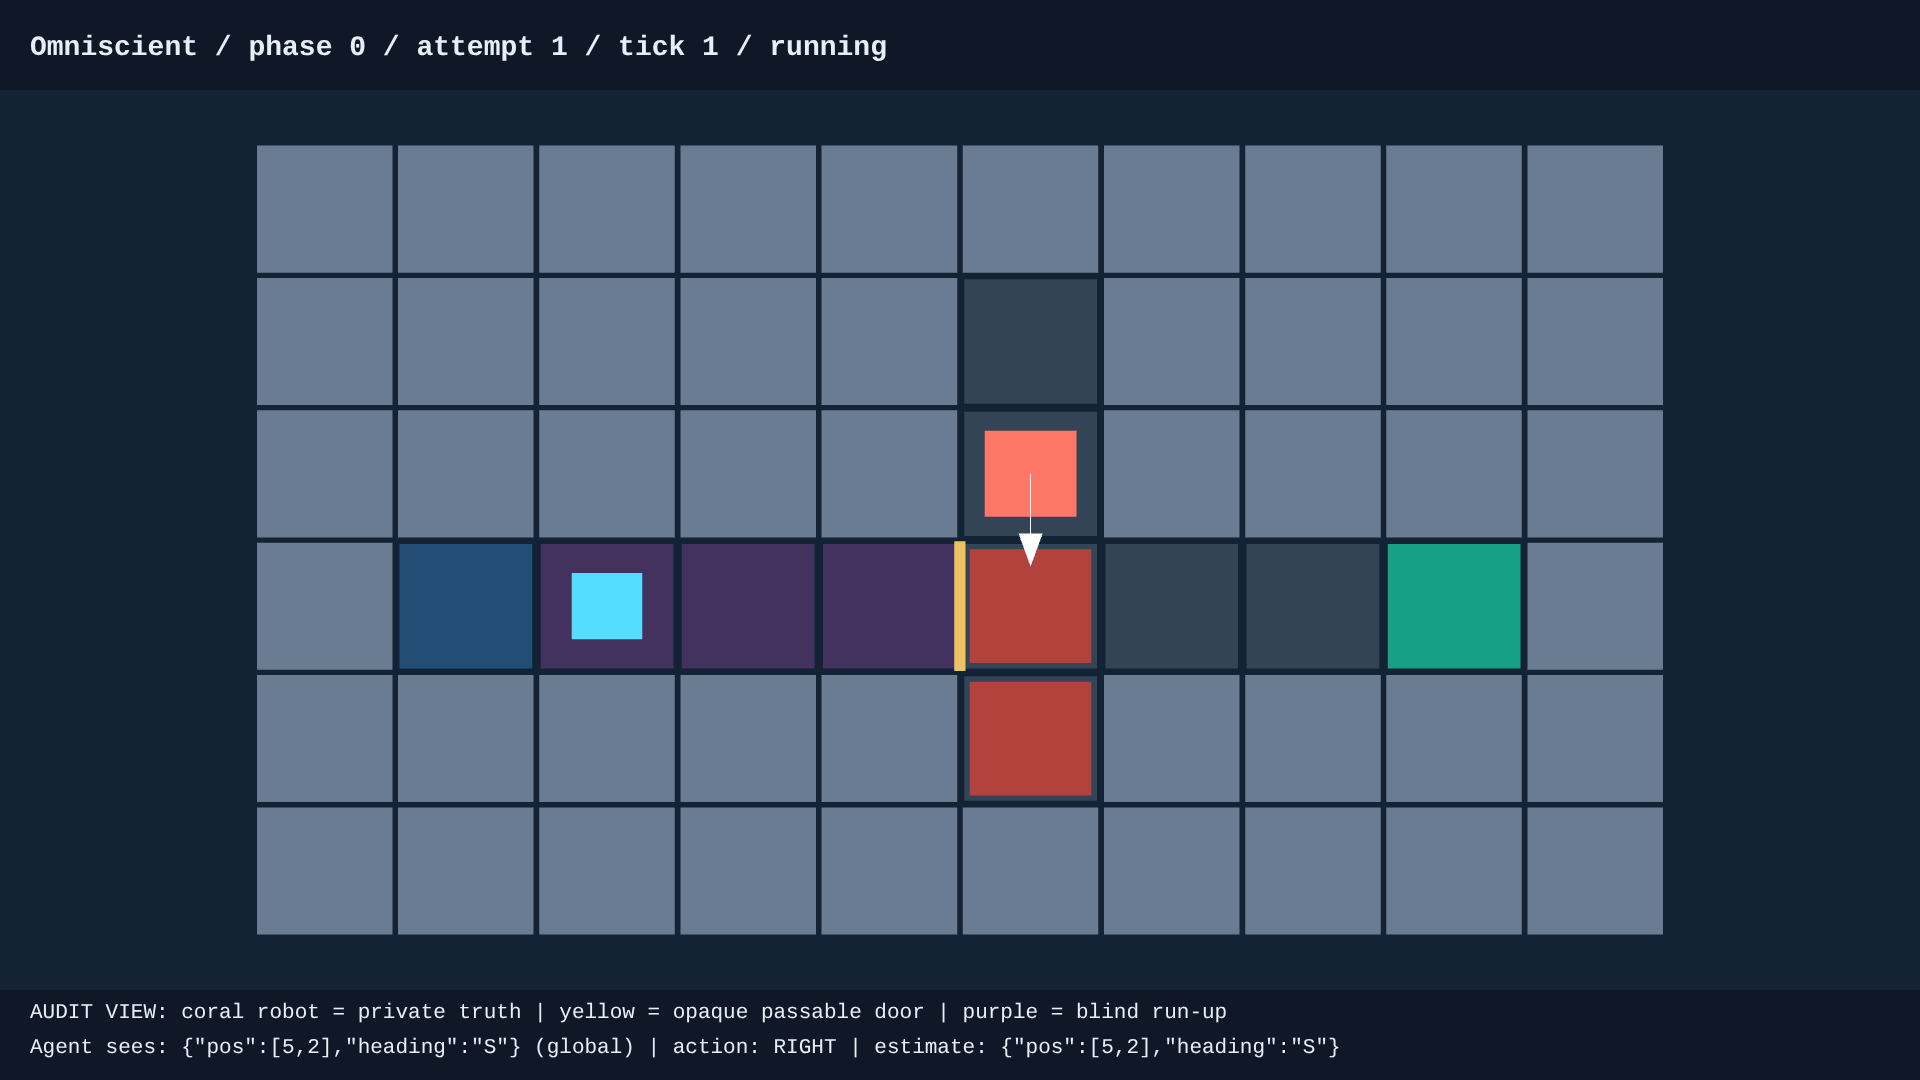 Omniscient / phase 0 / attempt 1 / tick 1 / running
AUDIT VIEW: coral robot = private truth | yellow = opaque passable door | purple = blind run-up
Agent sees: {"pos":[5,2],"heading":"S"} (global) | action: RIGHT | estimate: {"pos":[5,2],"heading":"S"}